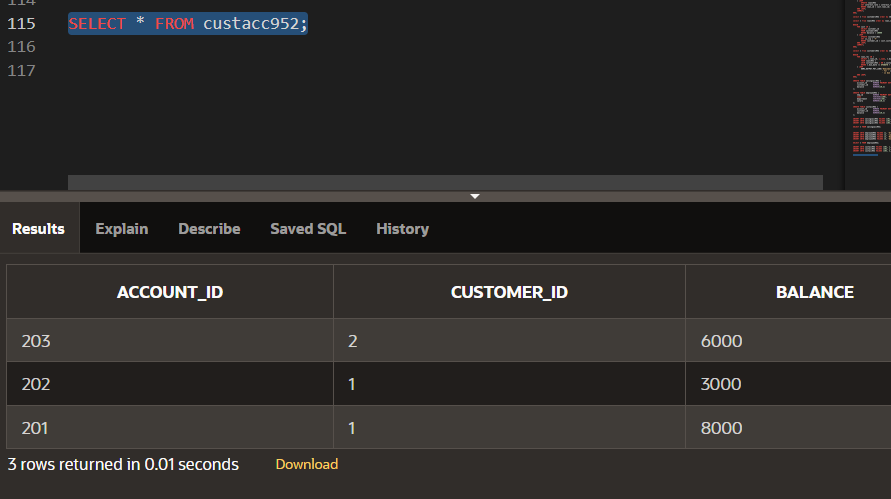 114
115 SELECT * FROM custacc952;
116
117
Results Explain Describe Saved SQL History
ACCOUNT_ID CUSTOMER_ID BALANCE
203 2 6000
202 1 3000
201 1 8000
3 rows returned in 0.01 seconds Download